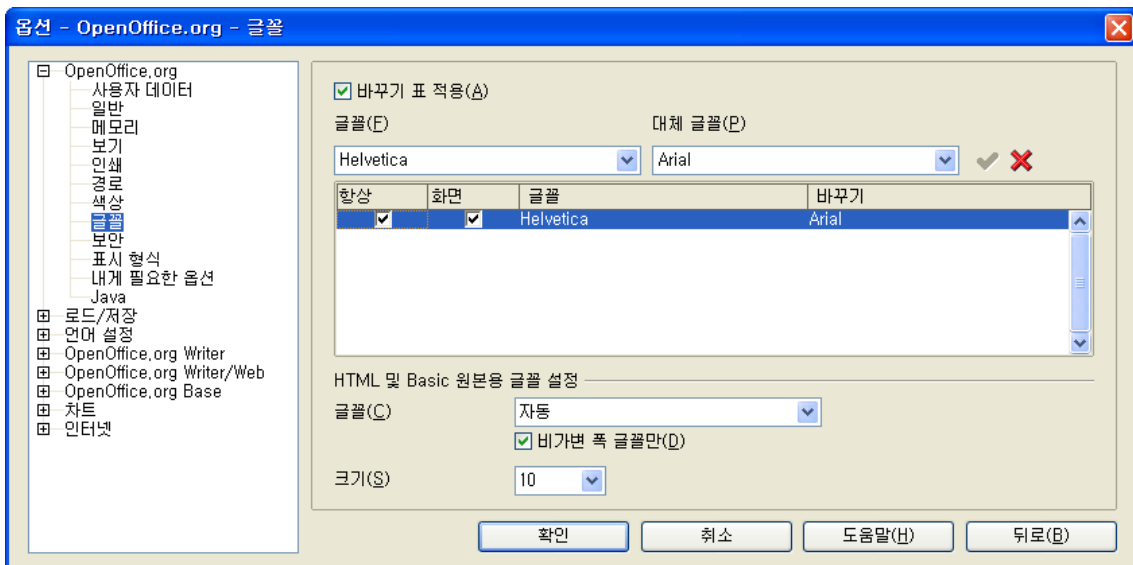 옵션 - OpenOffice.org - 글꼴
OpenOffice.org
사용자 데이터
일반
메모리
보기
인쇄
경로
색상
글꼴
보안
표시 형식
내게 필요한 옵션
Java
로드/저장
언어 설정
OpenOffice.org Writer
OpenOffice.org Writer/Web
OpenOffice.org Base
차트
인터넷
바꾸기 표 적용(A)
글꼴(F) 대체 글꼴(P)
Helvetica Arial
항상 화면 글꼴 바꾸기
Helvetica Arial
HTML 및 Basic 원본용 글꼴 설정
글꼴(C) 자동
비가변 폭 글꼴만(D)
크기(S) 10
확인 취소 도움말(H) 뒤로(B)